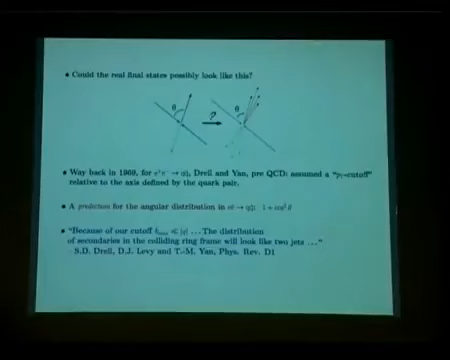 • Could the real final states possibly look like this?
θ ? θ
• Way back in 1969, for e⁺e⁻ → qq̄, Drell and Yan, pre QCD: assumed a "pₜ-cutoff"
relative to the axis defined by the quark pair.
• A prediction for the angular distribution in → qq̄: 1 + cos² θ
• "Because of our cutoff ≪ |q| ... The distribution
of secondaries in the colliding ring frame will look like two jets ..."
S.D. Drell, D.J. Levy and T.-M. Yan, Phys. Rev. D1